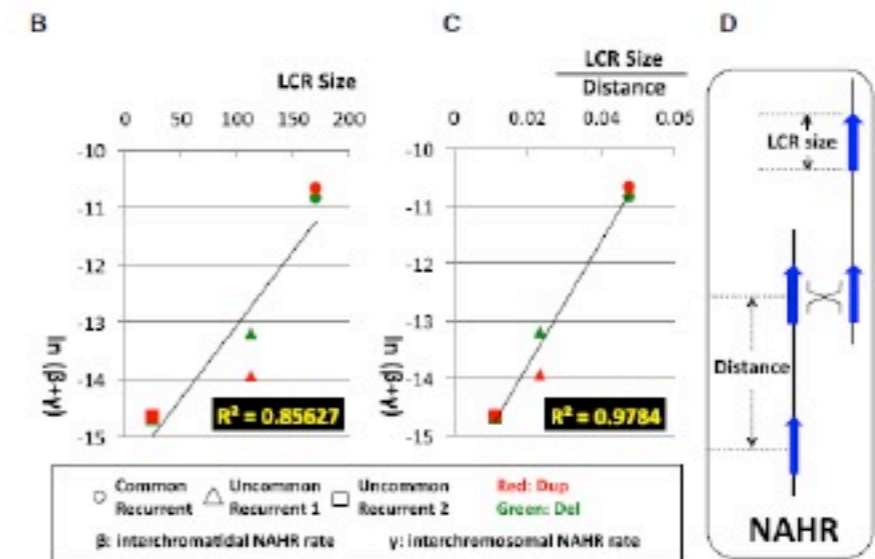 B
LCR Size
0 50 100 150 200
-10
-11
-12
-13
-14
-15
ln (β+γ)
R² = 0.85627
C
LCR Size
Distance
0 0.02 0.04 0.06
-10
-11
-12
-13
-14
-15
ln (β+γ)
R² = 0.9784
D
LCR size
Distance
NAHR
Common Recurrent
Uncommon Recurrent 1
Uncommon Recurrent 2
Red: Dup
Green: Del
β: interchromatidal NAHR rate γ: interchromosomal NAHR rate